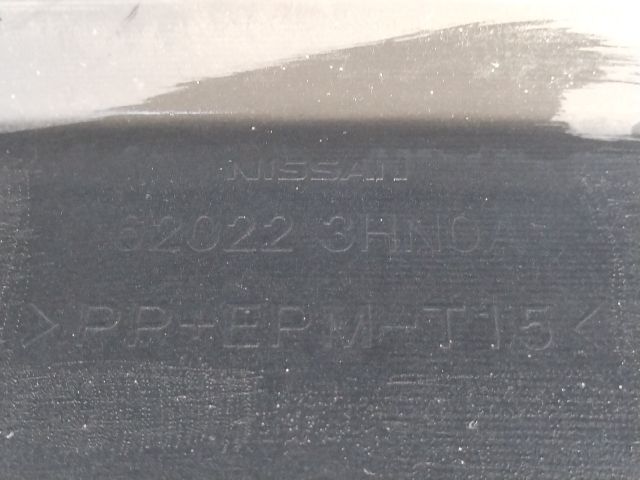 NISSAN
62022 3HN0A
>PP+EPM-T15<